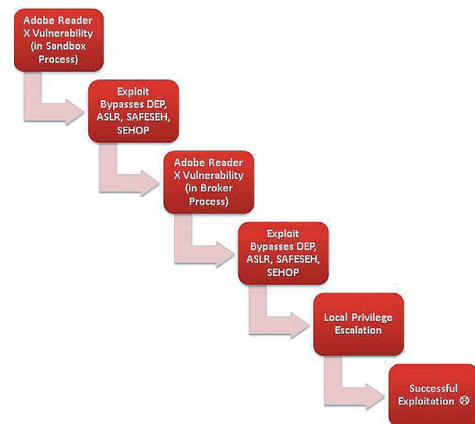 Adobe Reader
X Vulnerability
(in Sandbox
Process)
Exploit
Bypasses DEP,
ASLR, SAFESEH,
SEHOP
Adobe Reader
X Vulnerability
(in Broker
Process)
Exploit
Bypasses DEP,
ASLR, SAFESEH,
SEHOP
Local Privilege
Escalation
Successful
Exploitation ☹